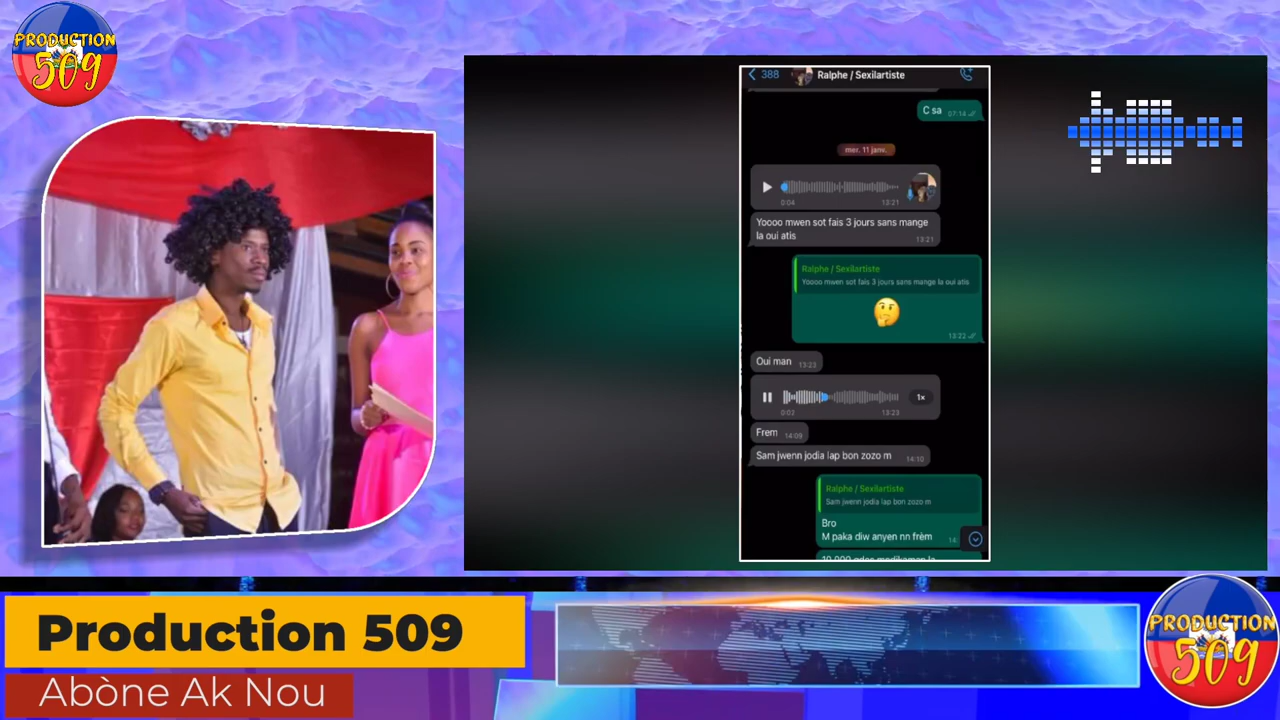 PRODUCTION
509
388
Ralphe / Sexilartiste
C sa
07:14
mer. 11 janv.
0:04
13:21
Yoooo mwen sot fais 3 jours sans mange
la oui atis
13:21
Ralphe / Sexilartiste
Yoooo mwen sot fais 3 jours sans mange la oui atis
13:22
Oui man
13:23
1x
0:02
13:23
Frem
14:09
Sam jwenn jodia lap bon zozo m
14:10
Ralphe / Sexilartiste
Sam jwenn jodia lap bon zozo m
Bro
M paka diw anyen nn frèm
14:
Production 509
Abòne Ak Nou
PRODUCTION
509